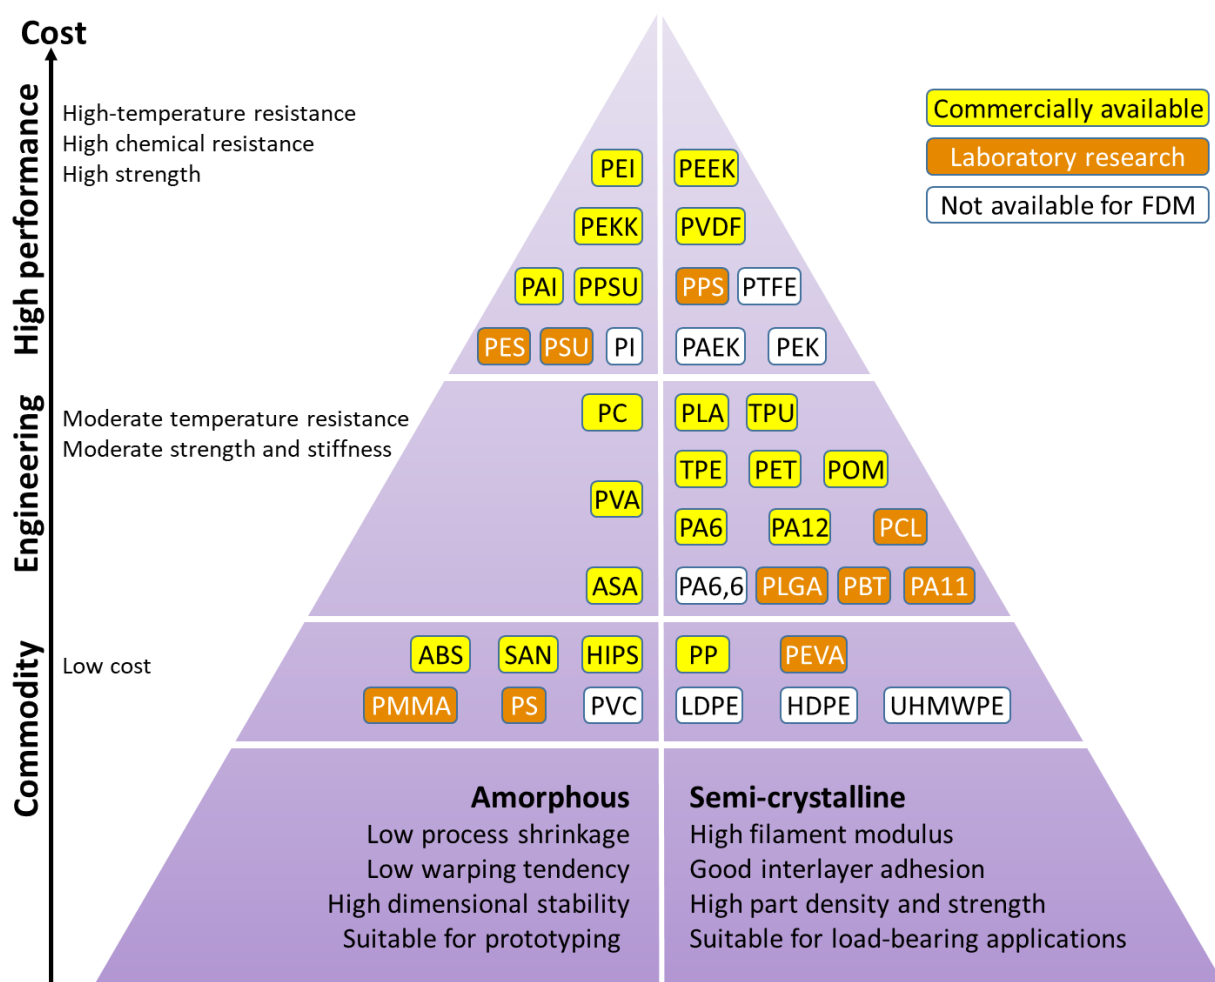 Cost
High performance
Engineering
Commodity
High-temperature resistance
High chemical resistance
High strength
Commercially available
Laboratory research
Not available for FDM
PEI PEEK
PEKK PVDF
PAI PPSU PPS PTFE
PES PSU PI PAEK PEK
Moderate temperature resistance
Moderate strength and stiffness
PC PLA TPU
TPE PET POM
PVA
PA6 PA12 PCL
ASA PA6,6 PLGA PBT PA11
Low cost
ABS SAN HIPS PP PEVA
PMMA PS PVC LDPE HDPE UHMWPE
Amorphous
Low process shrinkage
Low warping tendency
High dimensional stability
Suitable for prototyping
Semi-crystalline
High filament modulus
Good interlayer adhesion
High part density and strength
Suitable for load-bearing applications